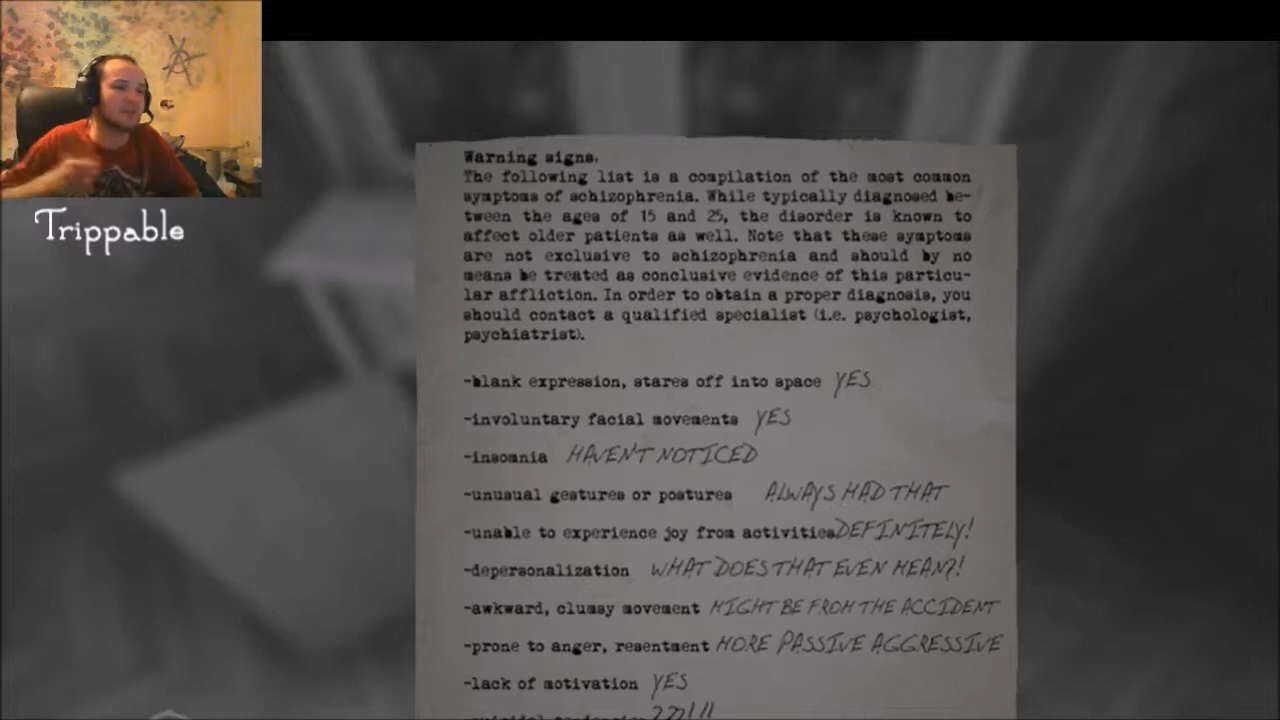 Trippable
Warning signs.
The following list is a compilation of the most common
symptoms of schizophrenia. While typically diagnosed be-
tween the ages of 15 and 25, the disorder is known to
affect older patients as well. Note that these symptoms
are not exclusive to schizophrenia and should by no
means be treated as conclusive evidence of this particu-
lar affliction. In order to obtain a proper diagnosis, you
should contact a qualified specialist (i.e. psychologist,
psychiatrist).
-blank expression, stares off into space YES
-involuntary facial movements YES
-insomnia HAVEN'T NOTICED
-unusual gestures or postures ALWAYS HAD THAT
-unable to experience joy from activities DEFINITELY!
-depersonalization WHAT DOES THAT EVEN MEAN?!
-awkward, clumsy movement MIGHT BE FROM THE ACCIDENT
-prone to anger, resentment MORE PASSIVE AGGRESSIVE
-lack of motivation YES
-suicidal tendencies ???!!!